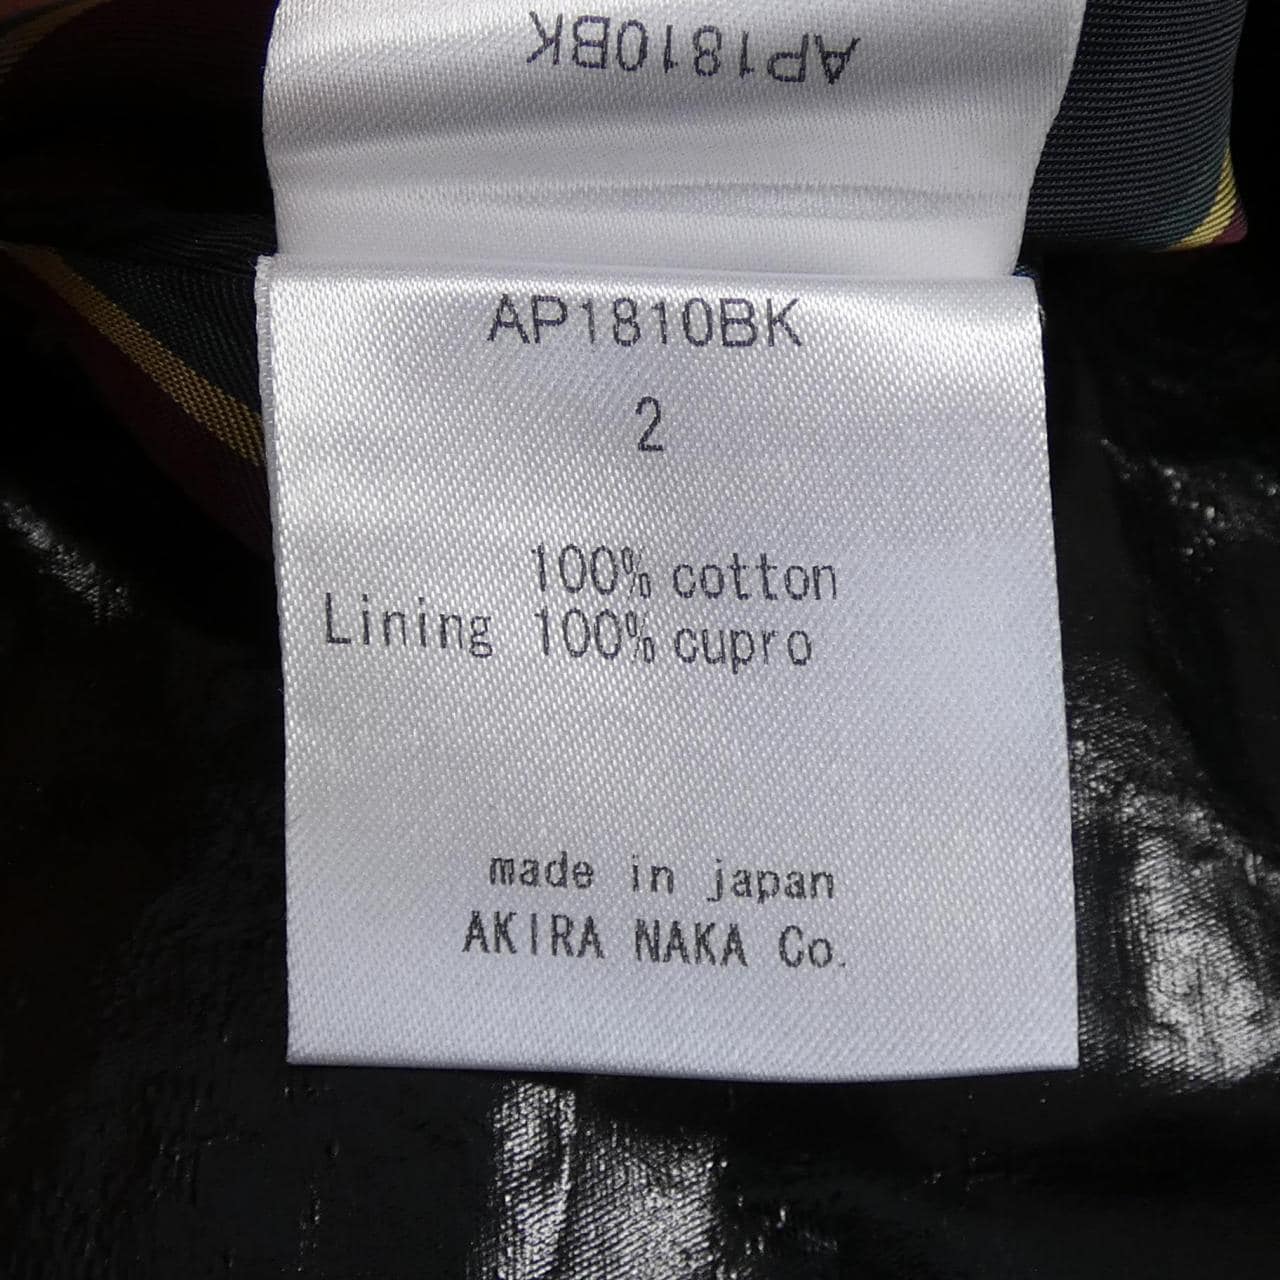 AP1810BK
AP1810BK
2
100% cotton
Lining 100% cupro
made in japan
AKIRA NAKA Co.